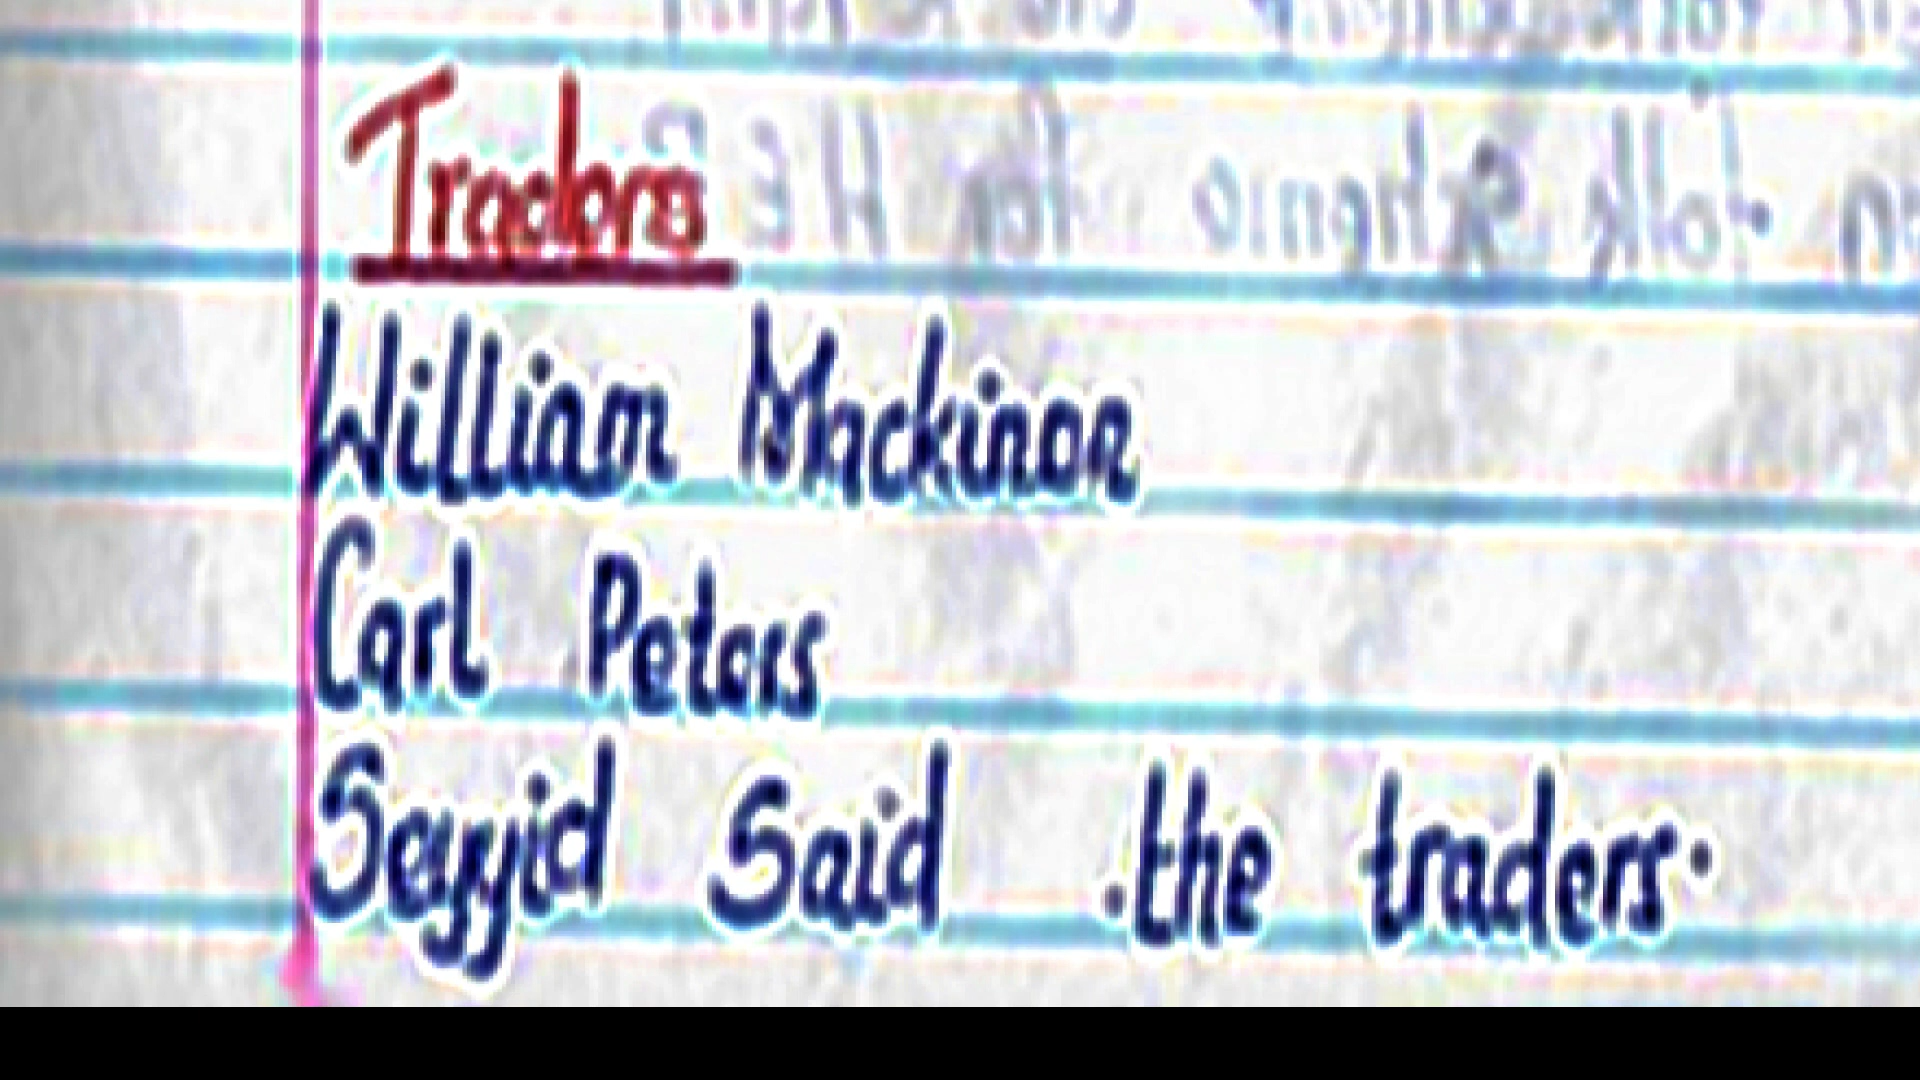 Traders
William Mackinon
Carl Peters
Seyyid Said .the traders.